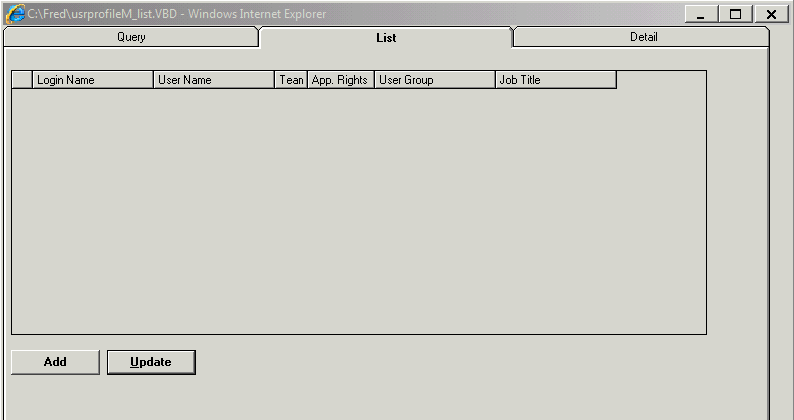 C:\Fred\usrprofileM_list.VBD - Windows Internet Explorer
Query List Detail
Login Name User Name Tean App. Rights User Group Job Title
Add Update